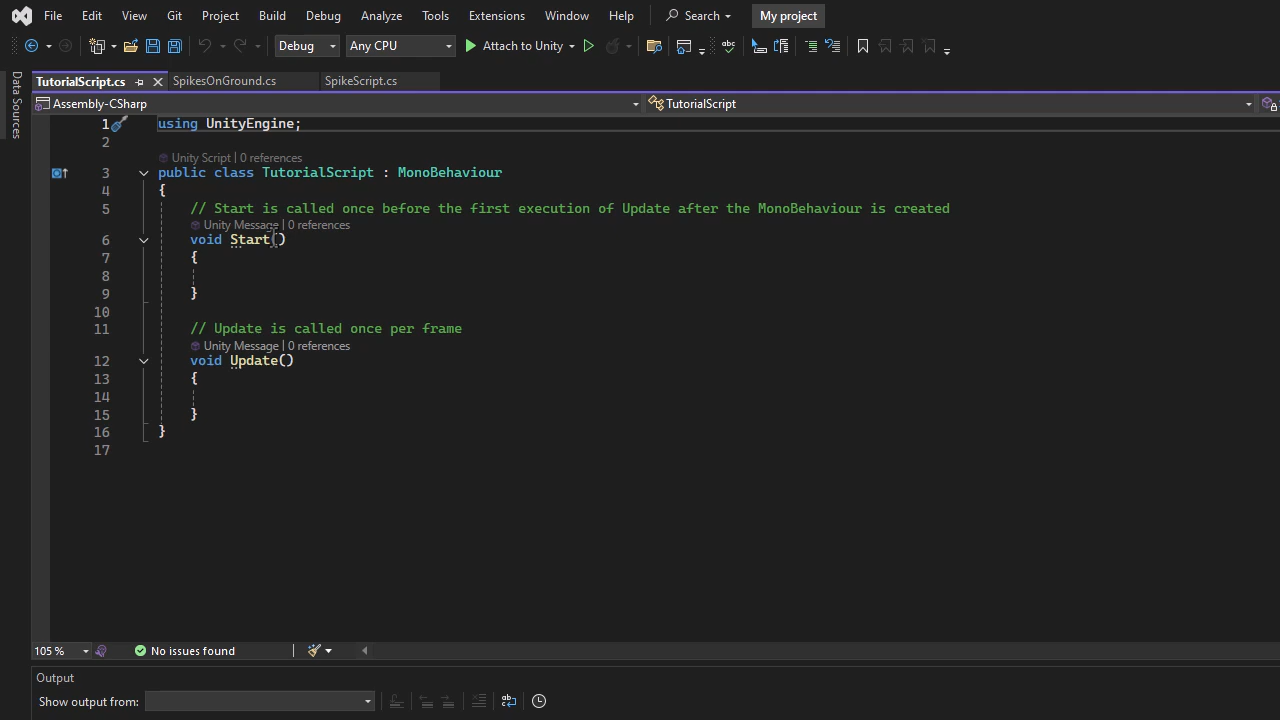 File Edit View Git Project Build Debug Analyze Tools Extensions Window Help Search My project
Debug Any CPU Attach to Unity
TutorialScript.cs SpikesOnGround.cs SpikeScript.cs
Data Sources
Assembly-CSharp TutorialScript
1 using UnityEngine;
2
Unity Script | 0 references
3 public class TutorialScript : MonoBehaviour
4 {
5 // Start is called once before the first execution of Update after the MonoBehaviour is created
Unity Message | 0 references
6 void Start()
7 {
8
9 }
10
11 // Update is called once per frame
Unity Message | 0 references
12 void Update()
13 {
14
15 }
16 }
17
105 % No issues found
Output
Show output from: